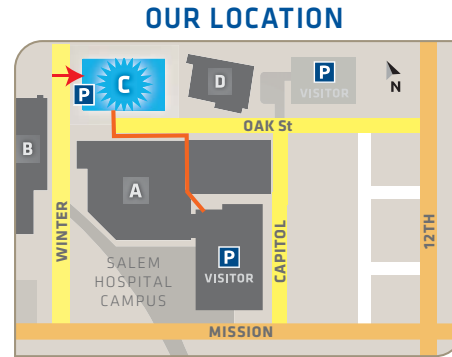 OUR LOCATION
C
P
D
P
VISITOR
N
OAK St
B
A
WINTER
SALEM
HOSPITAL
CAMPUS
P
VISITOR
CAPITOL
12TH
MISSION